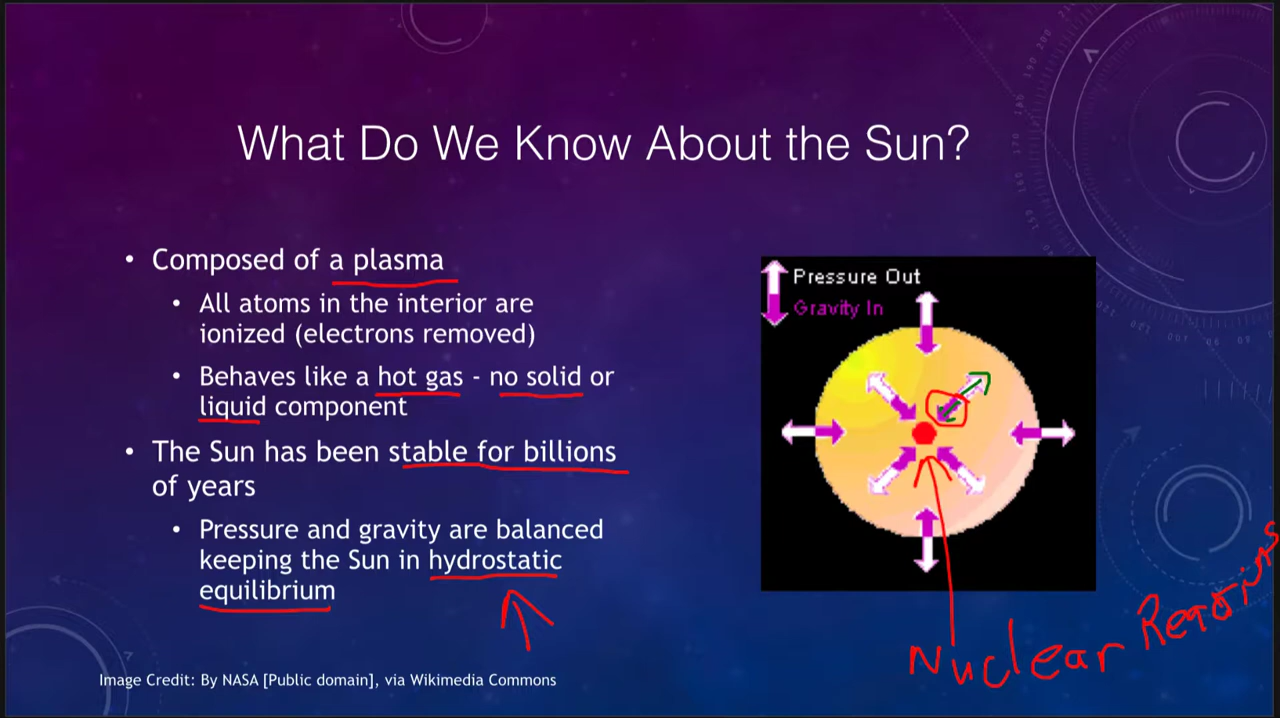 What Do We Know About the Sun?
• Composed of a plasma
• All atoms in the interior are
ionized (electrons removed)
• Behaves like a hot gas - no solid or
liquid component
• The Sun has been stable for billions
of years
• Pressure and gravity are balanced
keeping the Sun in hydrostatic
equilibrium
Image Credit: By NASA [Public domain], via Wikimedia Commons
Pressure Out
Gravity In
Nuclear Reactions